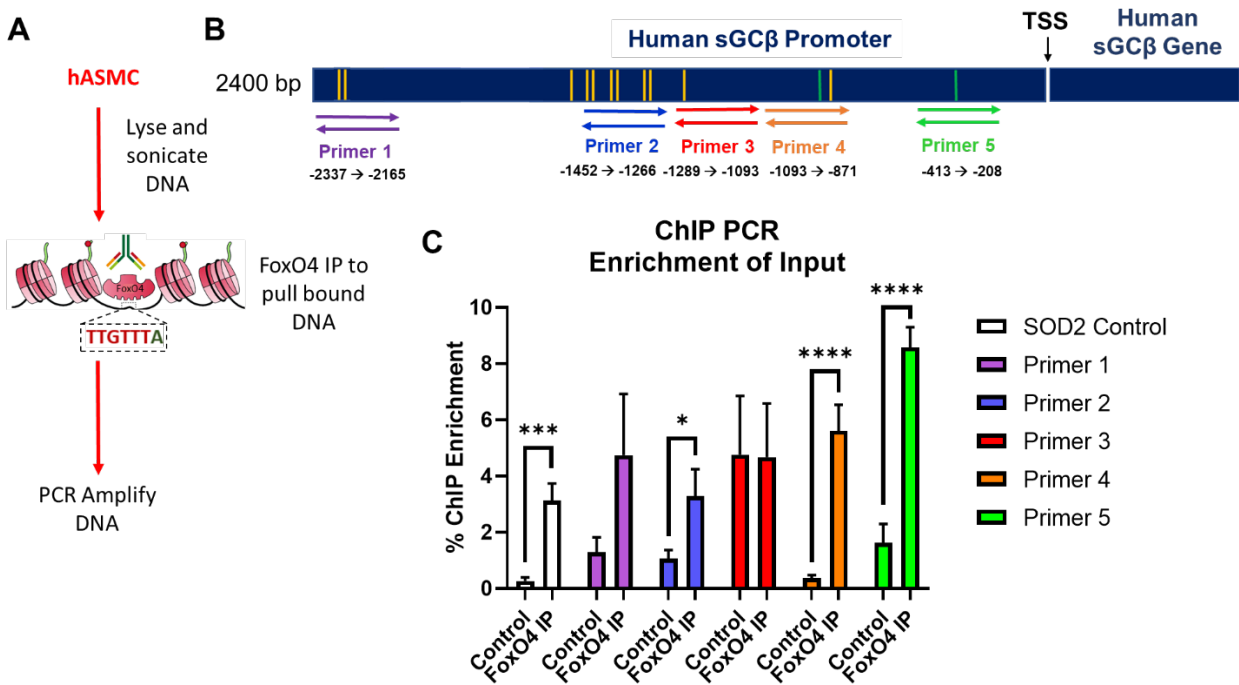 A
hASMC
Lyse and
sonicate
DNA
FoxO4
TTGTTTA
FoxO4 IP to
pull bound
DNA
PCR Amplify
DNA
B
Human sGCβ Promoter
TSS
Human
sGCβ Gene
2400 bp
Primer 1
-2337 → -2165
Primer 2
-1452 → -1266
Primer 3
-1289 → -1093
Primer 4
-1093 → -871
Primer 5
-413 → -208
C
ChIP PCR
Enrichment of Input
% ChIP Enrichment
10
8
6
4
2
0
***
*
****
****
Control
FoxO4 IP
Control
FoxO4 IP
Control
FoxO4 IP
Control
FoxO4 IP
Control
FoxO4 IP
Control
FoxO4 IP
SOD2 Control
Primer 1
Primer 2
Primer 3
Primer 4
Primer 5